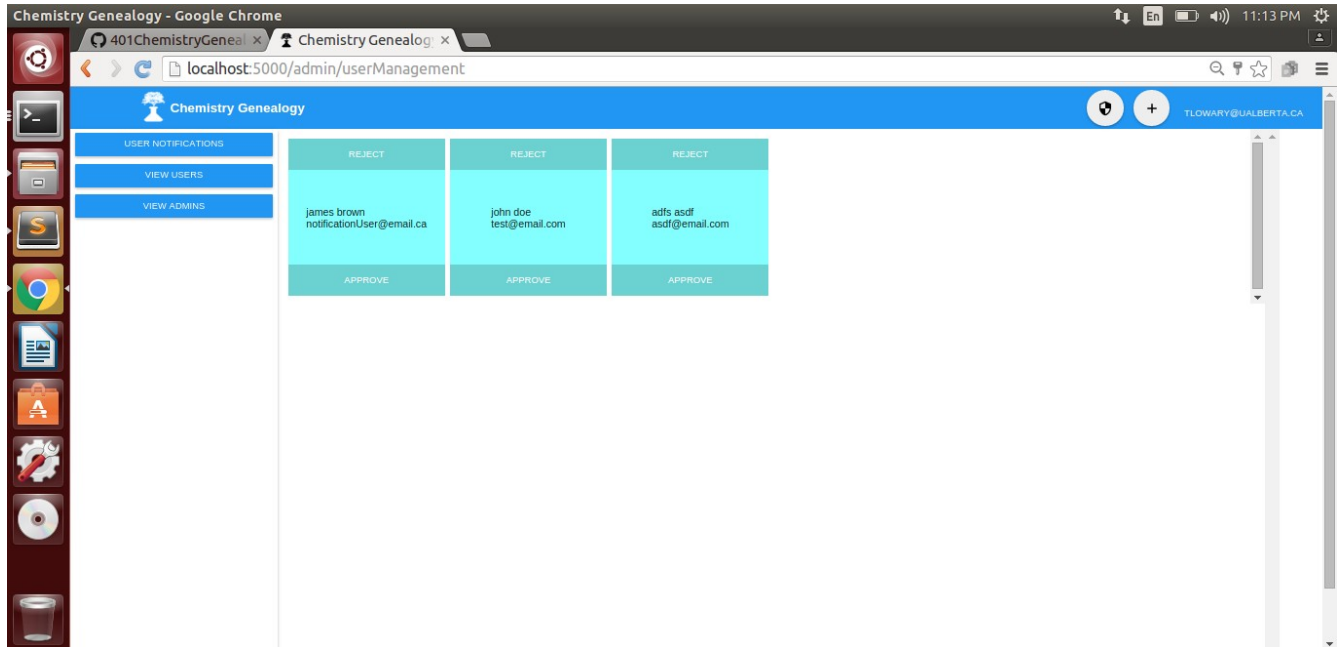 Chemistry Genealogy - Google Chrome
En
11:13 PM
401ChemistryGeneal
Chemistry Genealog
localhost:5000/admin/userManagement
Chemistry Genealogy
TLOWARY@UALBERTA.CA
USER NOTIFICATIONS
VIEW USERS
VIEW ADMINS
REJECT
james brown
notificationUser@email.ca
APPROVE
REJECT
john doe
test@email.com
APPROVE
REJECT
adfs asdf
asdf@email.com
APPROVE